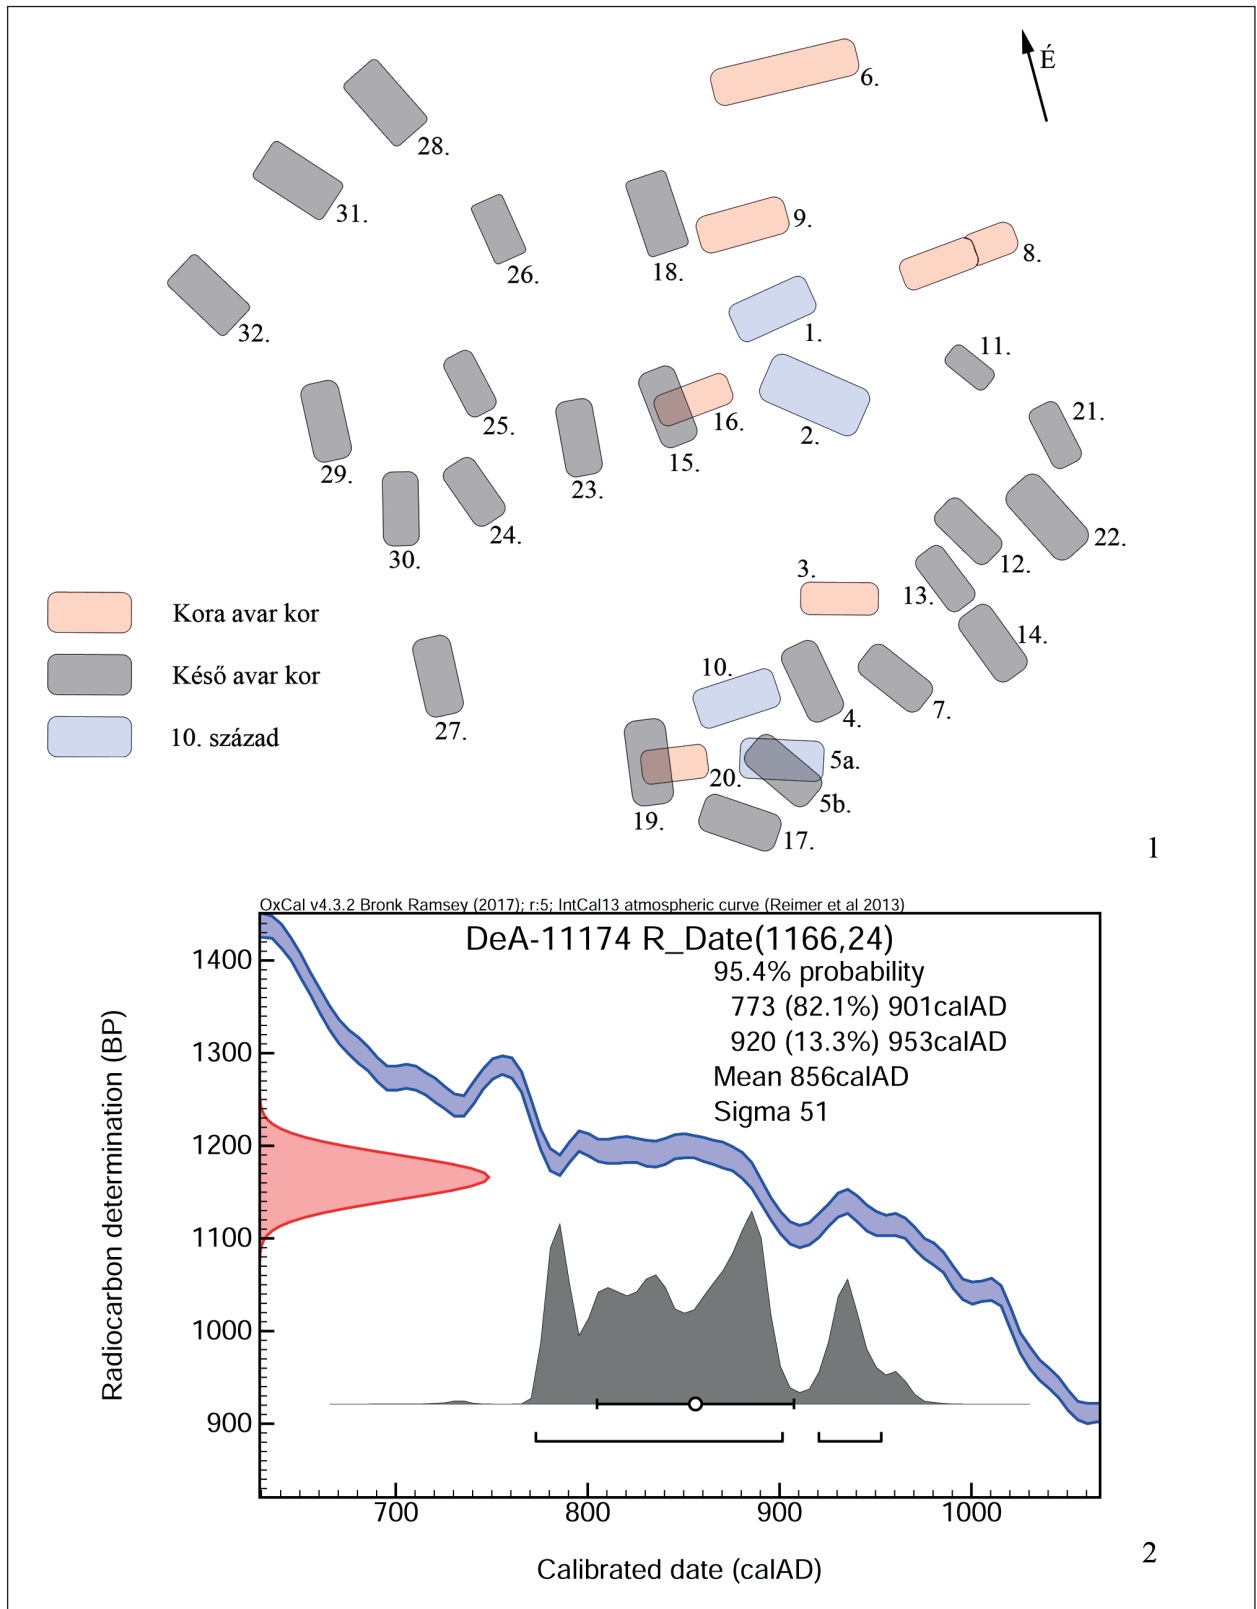 É
6.
28.
31.
9.
26.
18.
8.
32.
1.
11.
16.
2.
21.
25.
15.
29.
23.
24.
22.
30.
12.
3.
13.
Kora avar kor
14.
10.
Késő avar kor
4.
7.
27.
10. század
5a.
20.
5b.
19.
17.
1
OxCal v4.3.2 Bronk Ramsey (2017); r:5; IntCal13 atmospheric curve (Reimer et al 2013)
DeA-11174 R_Date(1166,24)
95.4% probability
773 (82.1%) 901calAD
920 (13.3%) 953calAD
Mean 856calAD
Sigma 51
Radiocarbon determination (BP)
1400
1300
1200
1100
1000
900
700 800 900 1000
Calibrated date (calAD)
2